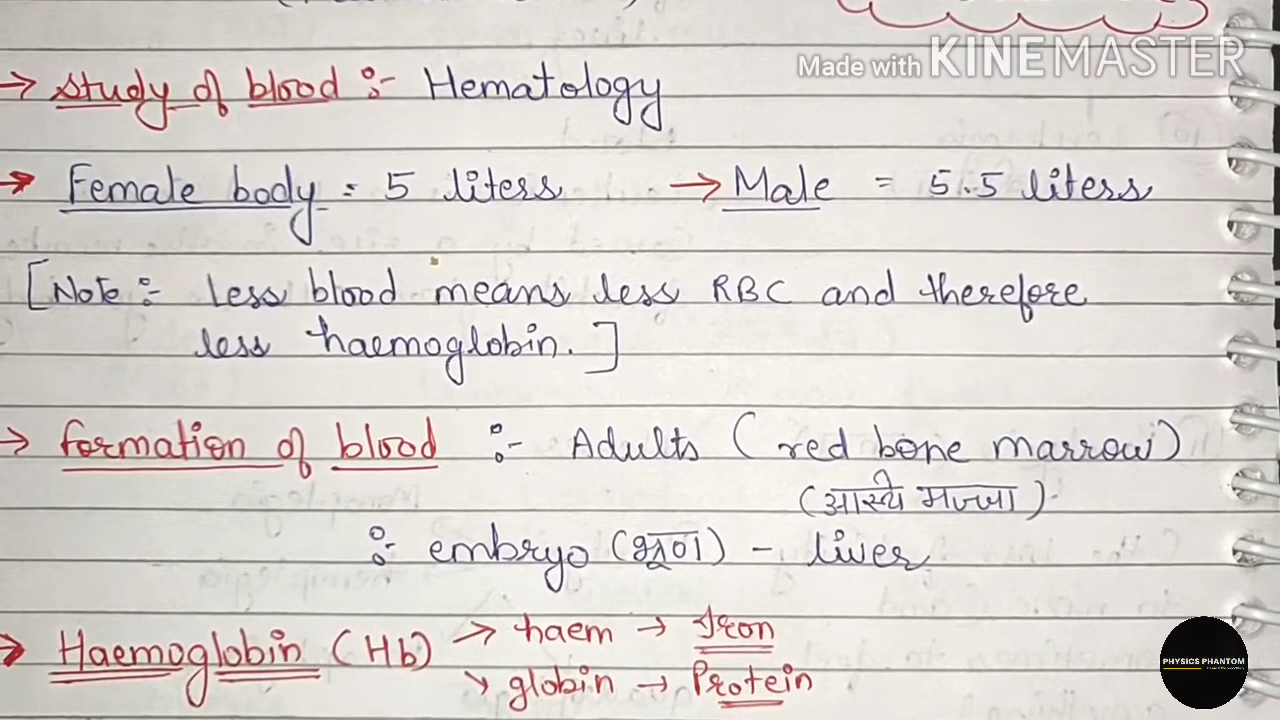 Made with KINEMASTER
→ Study of blood :- Hematology
→ Female body = 5 liters → Male = 5.5 liters
[Note :- less blood means less RBC and therefore
less haemoglobin.]
→ formation of blood :- Adults (red bone marrow)
(आस्थे मज्जा)
:- embryo (भ्रूण) - liver
→ Haemoglobin (Hb) → haem → Iron
↘ globin → Protein
PHYSICS PHANTOM